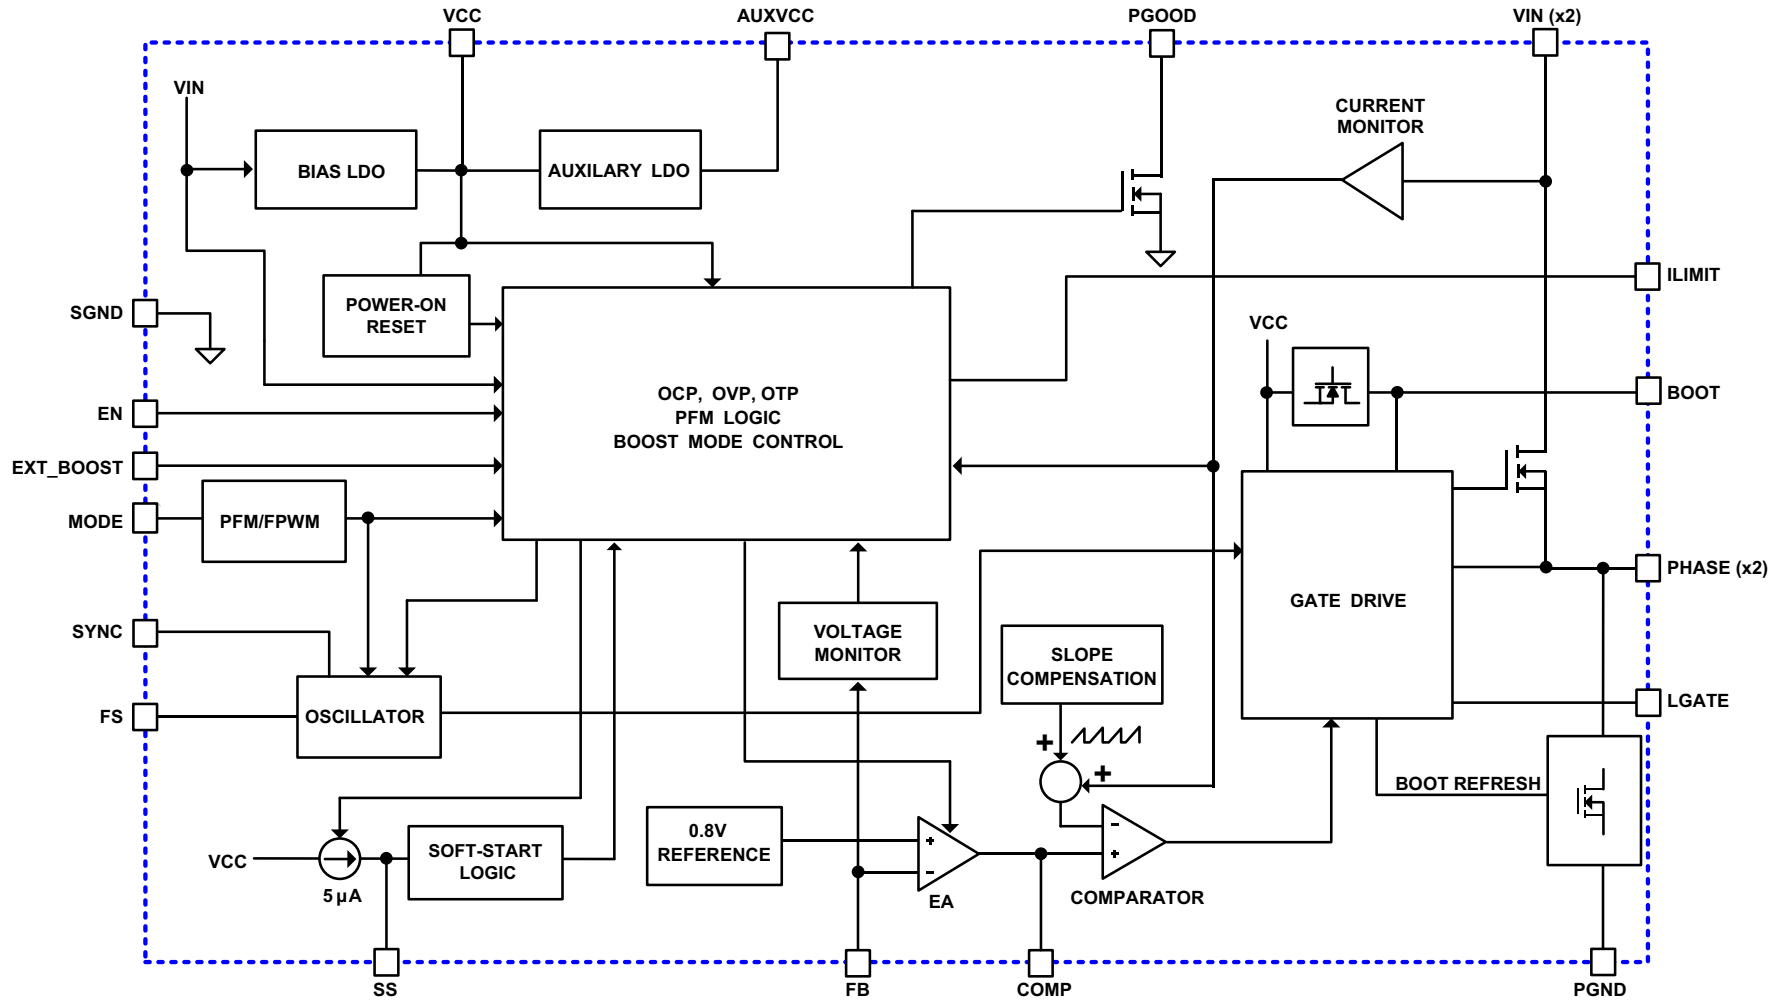 VCC
AUXVCC
PGOOD
VIN (x2)
VIN
CURRENT
MONITOR
BIAS LDO
AUXILARY LDO
ILIMIT
SGND
POWER-ON
RESET
VCC
OCP, OVP, OTP
PFM LOGIC
BOOST MODE CONTROL
BOOT
EN
EXT_BOOST
MODE
PFM/FPWM
PHASE (x2)
GATE DRIVE
SYNC
VOLTAGE
MONITOR
SLOPE
COMPENSATION
LGATE
FS
OSCILLATOR
+
+
BOOT REFRESH
0.8V
REFERENCE
+
-
EA
-
+
COMPARATOR
VCC
5 µA
SOFT-START
LOGIC
SS
FB
COMP
PGND